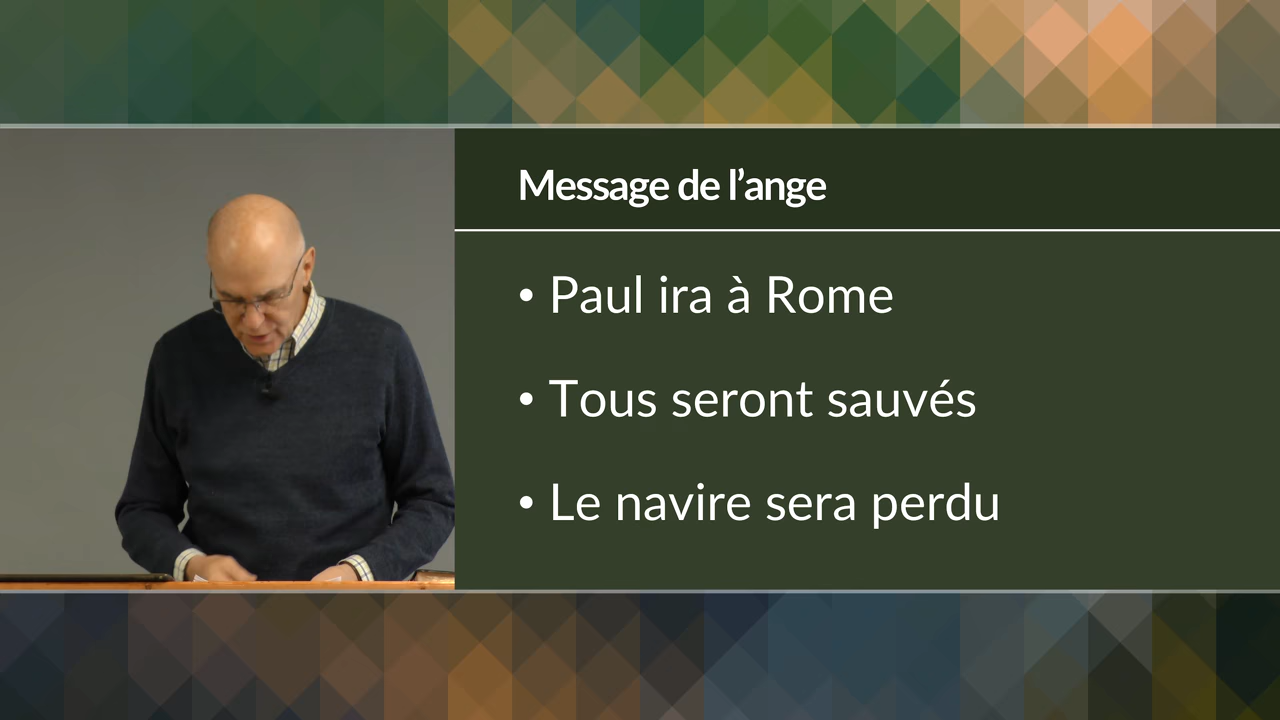 Message de l’ange
• Paul ira à Rome
• Tous seront sauvés
• Le navire sera perdu